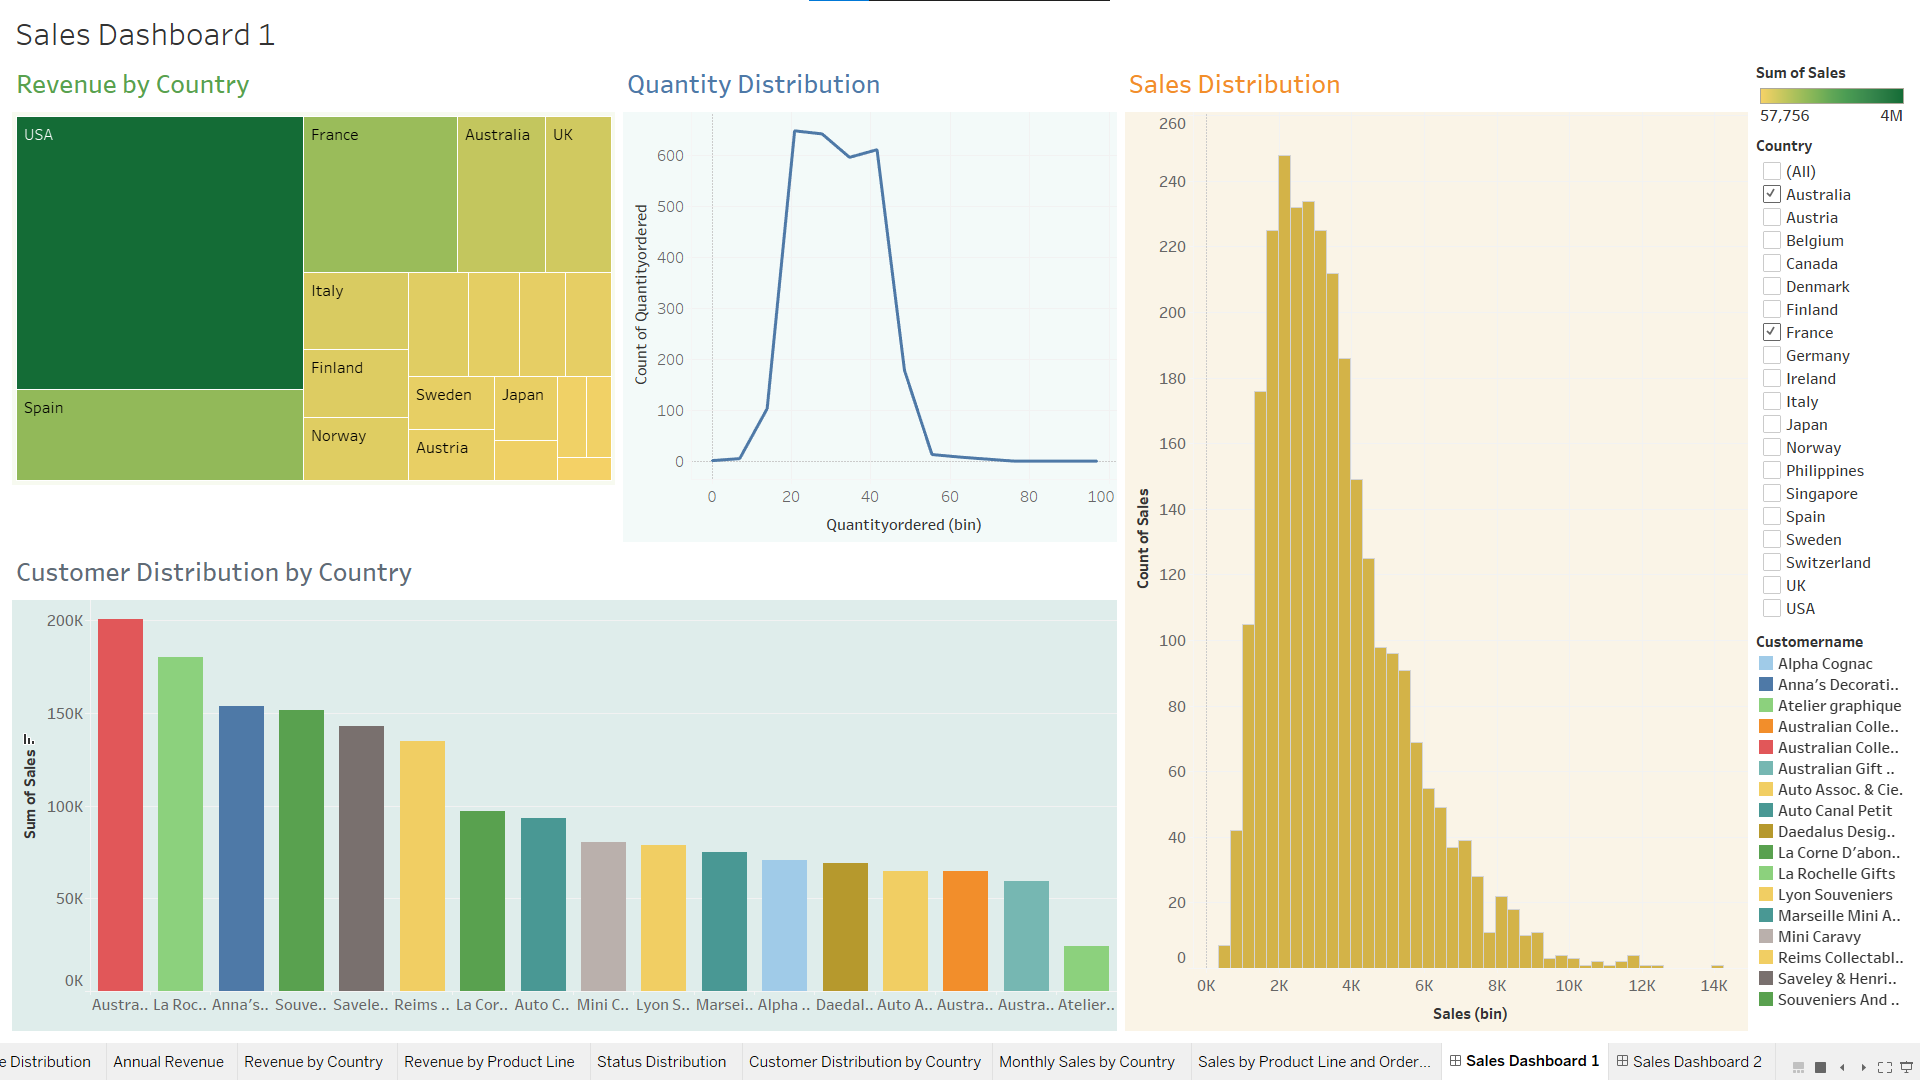 Sales Dashboard 1
Revenue by Country
USA
France
Australia
UK
Italy
Finland
Norway
Spain
Sweden
Japan
Austria
Quantity Distribution
Count of Quantityordered
600
500
400
300
200
100
0
0 20 40 60 80 100
Quantityordered (bin)
Sales Distribution
Count of Sales
260
240
220
200
180
160
140
120
100
80
60
40
20
0
0K 2K 4K 6K 8K 10K 12K 14K
Sales (bin)
Customer Distribution by Country
Sum of Sales
200K
150K
100K
50K
0K
Austra.. La Roc.. Anna's.. Souve.. Savele.. Reims .. La Cor.. Auto C.. Mini C.. Lyon S.. Marsei.. Alpha .. Daedal.. Auto A.. Austra.. Austra.. Atelier..
Sum of Sales
57,756 4M
Country
(All)
Australia
Austria
Belgium
Canada
Denmark
Finland
France
Germany
Ireland
Italy
Japan
Norway
Philippines
Singapore
Spain
Sweden
Switzerland
UK
USA
Customername
Alpha Cognac
Anna's Decorati..
Atelier graphique
Australian Colle..
Australian Colle..
Australian Gift ..
Auto Assoc. & Cie.
Auto Canal Petit
Daedalus Desig..
La Corne D'abon..
La Rochelle Gifts
Lyon Souveniers
Marseille Mini A..
Mini Caravy
Reims Collectabl..
Saveley & Henri..
Souveniers And ..
e Distribution Annual Revenue Revenue by Country Revenue by Product Line Status Distribution Customer Distribution by Country Monthly Sales by Country Sales by Product Line and Order... Sales Dashboard 1 Sales Dashboard 2